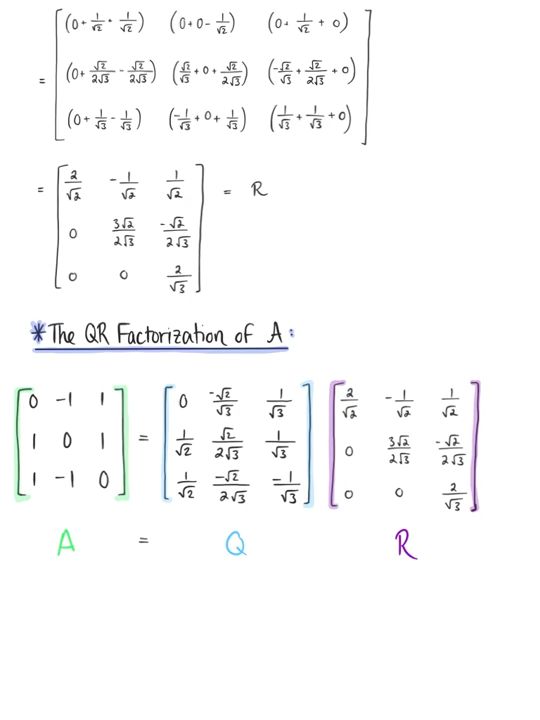 (0 + 1/√2 + 1/√2) (0+0 - 1/√2) (0 + 1/√2 + 0)
= (0 + √2/2√3 - √2/2√3) (√2/√3 + 0 + √2/2√3) (-√2/√3 + √2/2√3 + 0)
(0 + 1/√3 - 1/√3) (-1/√3 + 0 + 1/√3) (1/√3 + 1/√3 + 0)
2/√2 -1/√2 1/√2
= 0 3√2/2√3 -√2/2√3 = R
0 0 2/√3
*The QR Factorization of A:
0 -1 1 0 -√2/√3 1/√3 2/√2 -1/√2 1/√2
1 0 1 = 1/√2 √2/2√3 1/√3 0 3√2/2√3 -√2/2√3
1 -1 0 1/√2 -√2/2√3 -1/√3 0 0 2/√3
A = Q R